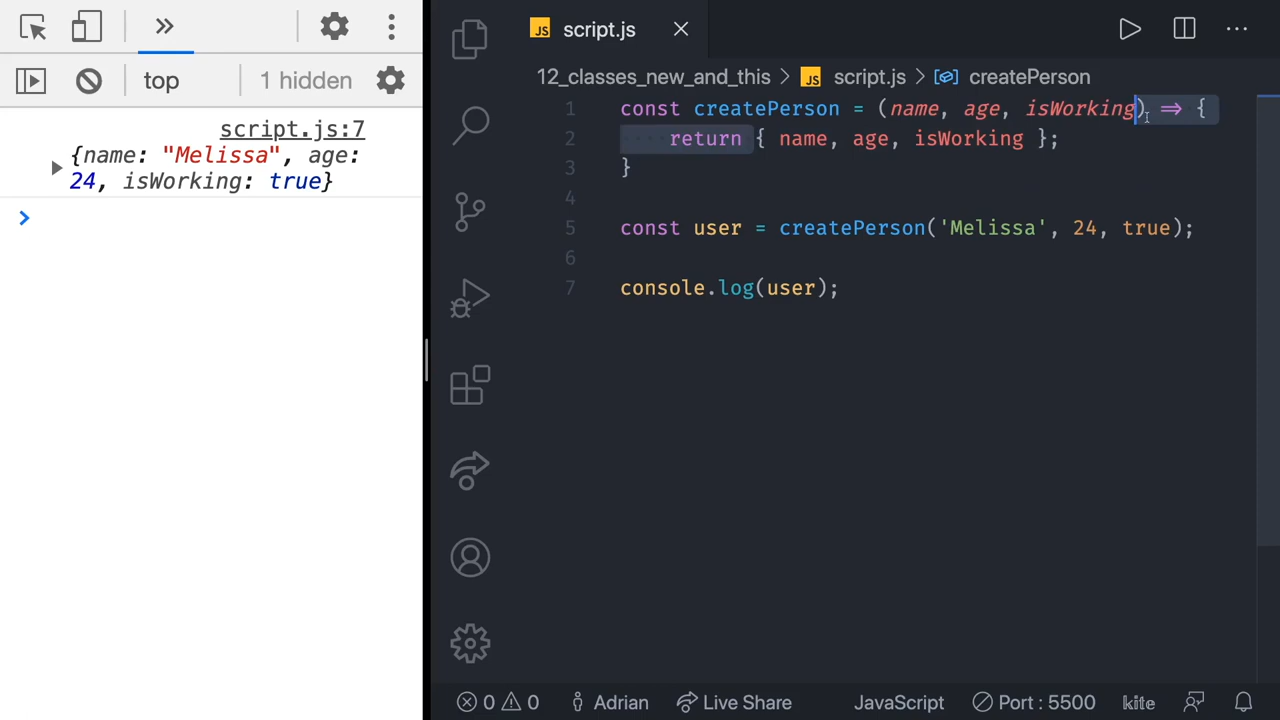 top
1 hidden
script.js:7
{name: "Melissa", age:
24, isWorking: true}
JS script.js
12_classes_new_and_this > JS script.js > createPerson
1 const createPerson = (name, age, isWorking) => {
2 return { name, age, isWorking };
3 }
4
5 const user = createPerson('Melissa', 24, true);
6
7 console.log(user);
0 0 Adrian Live Share JavaScript Port : 5500 kite